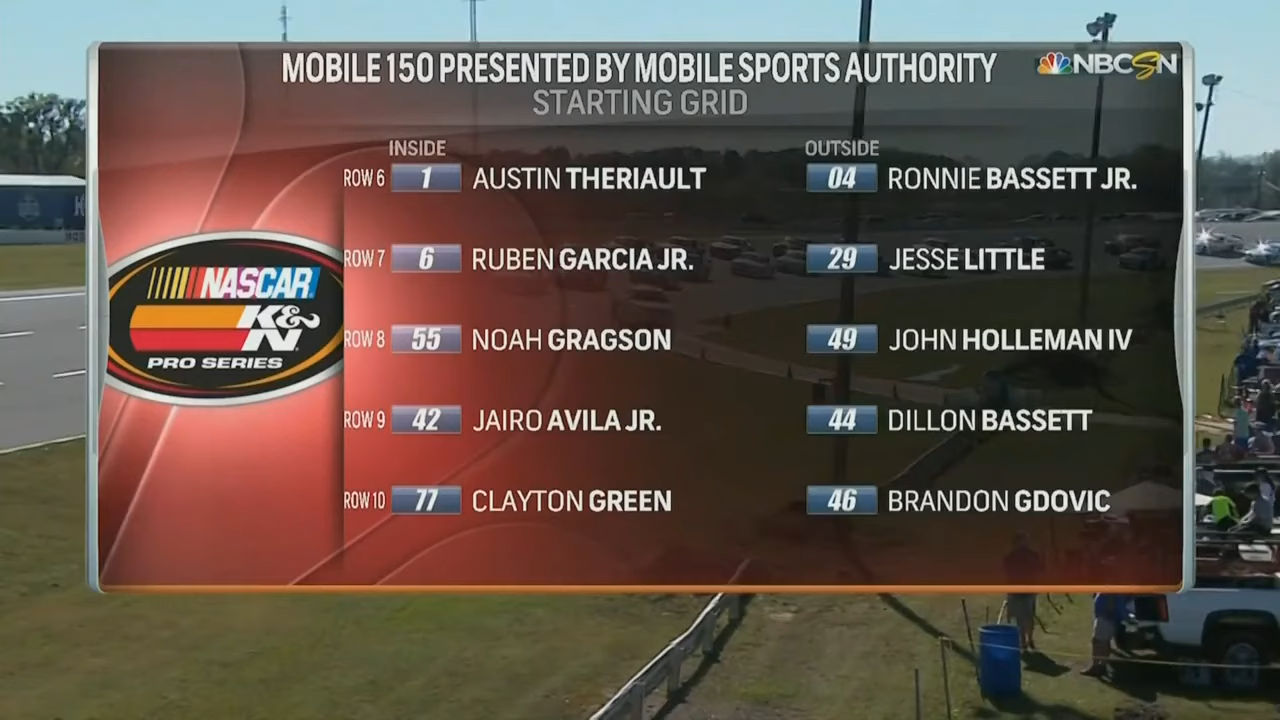 MOBILE 150 PRESENTED BY MOBILE SPORTS AUTHORITY
NBCSN
STARTING GRID
INSIDE OUTSIDE
ROW 6 1 AUSTIN THERIAULT 04 RONNIE BASSETT JR.
ROW 7 6 RUBEN GARCIA JR. 29 JESSE LITTLE
NASCAR
K&N
PRO SERIES
ROW 8 55 NOAH GRAGSON 49 JOHN HOLLEMAN IV
ROW 9 42 JAIRO AVILA JR. 44 DILLON BASSETT
ROW 10 77 CLAYTON GREEN 46 BRANDON GDOVIC